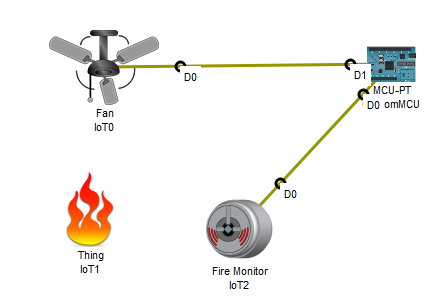 D0
D1
MCU-PT
D0 omMCU
Fan
IoT0
D0
Thing
IoT1
Fire Monitor
IoT2